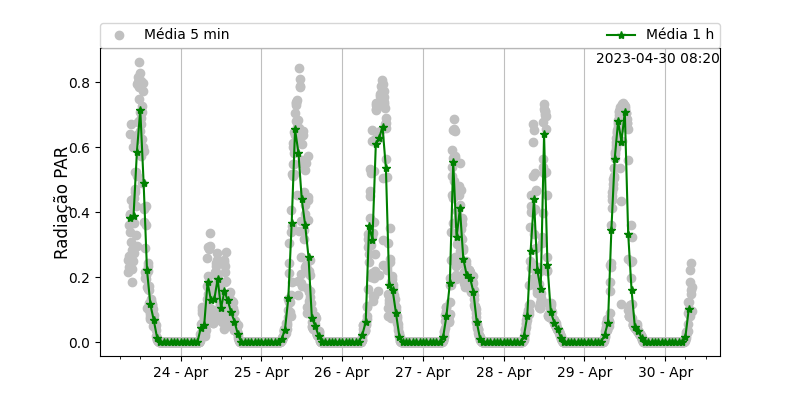 Média 5 min
Média 1 h
2023-04-30 08:20
Radiação PAR
0.8
0.6
0.4
0.2
0.0
24 - Apr
25 - Apr
26 - Apr
27 - Apr
28 - Apr
29 - Apr
30 - Apr